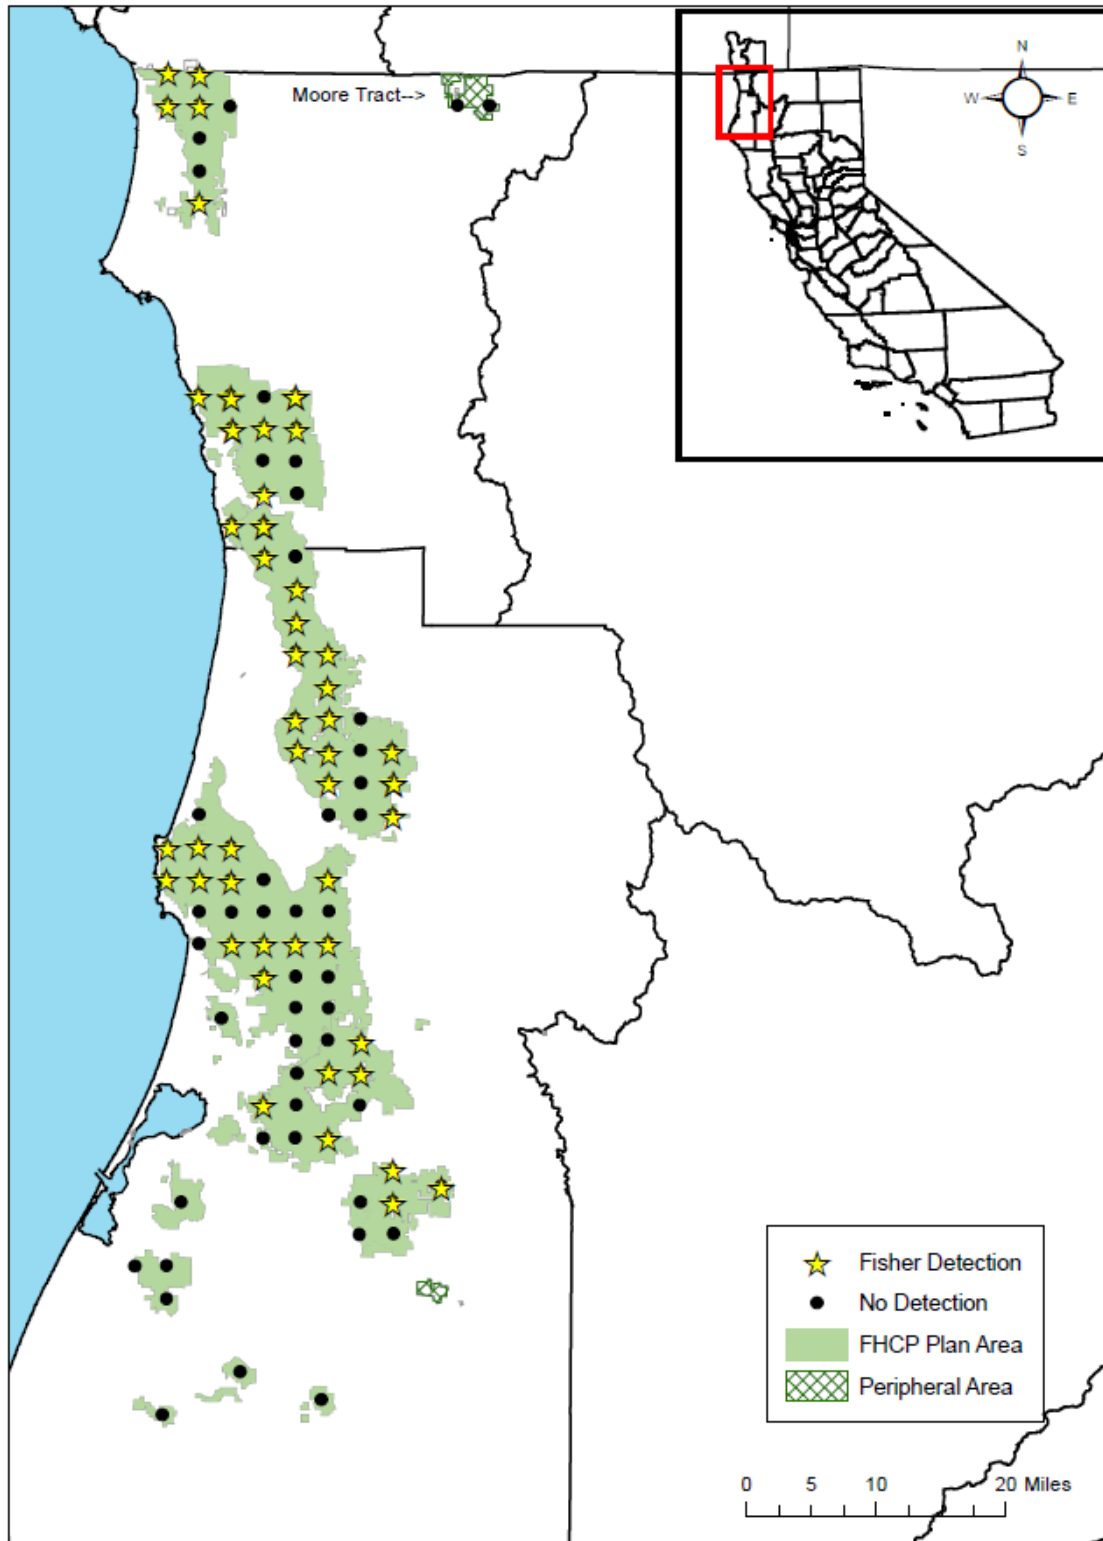 N
W E
S
Moore Tract-->
Fisher Detection
No Detection
FHCP Plan Area
Peripheral Area
0 5 10 20 Miles